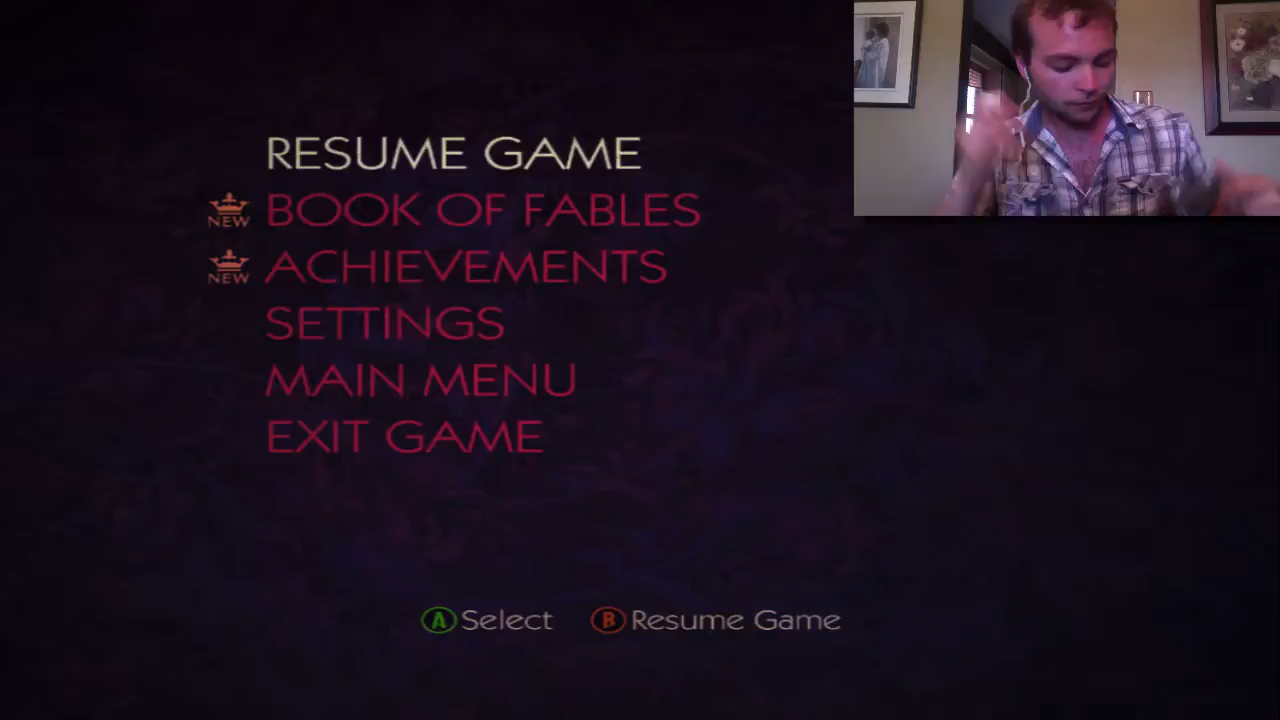 RESUME GAME
NEW BOOK OF FABLES
NEW ACHIEVEMENTS
SETTINGS
MAIN MENU
EXIT GAME
A Select B Resume Game